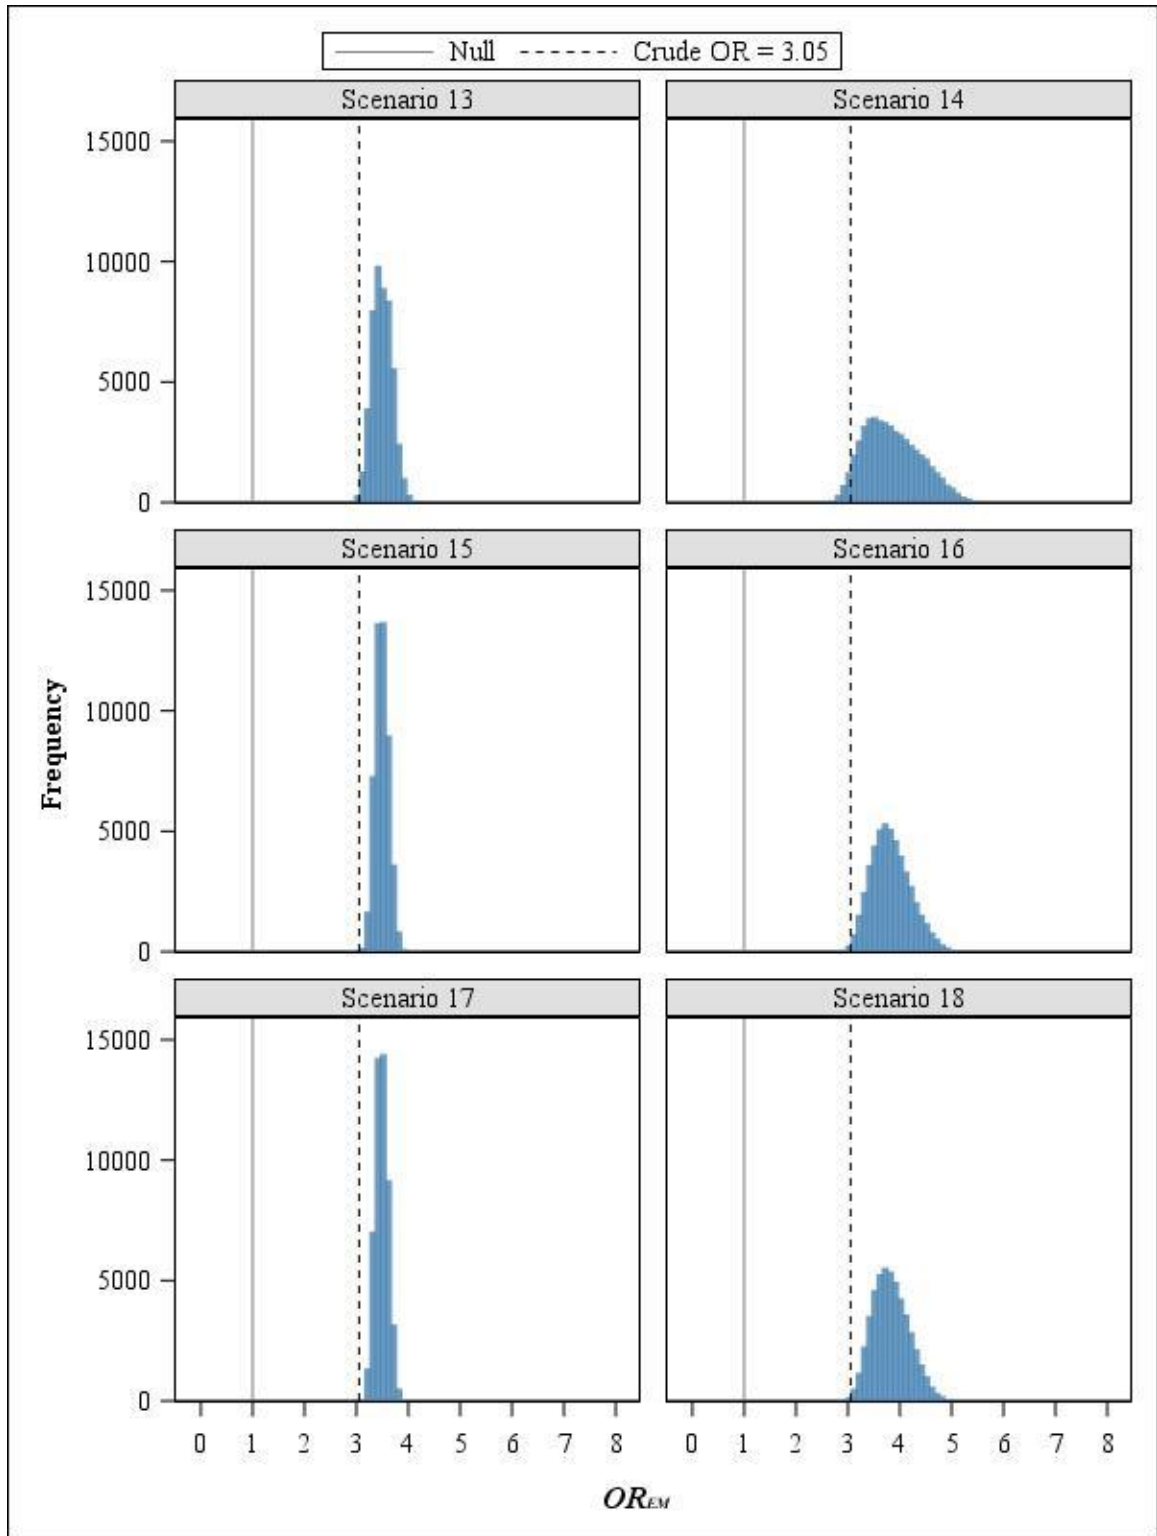 Null Crude OR = 3.05
Scenario 13 Scenario 14
15000
10000
5000
0
Scenario 15 Scenario 16
15000
10000
5000
0
Frequency
Scenario 17 Scenario 18
15000
10000
5000
0
0 1 2 3 4 5 6 7 8 0 1 2 3 4 5 6 7 8
OR_EM